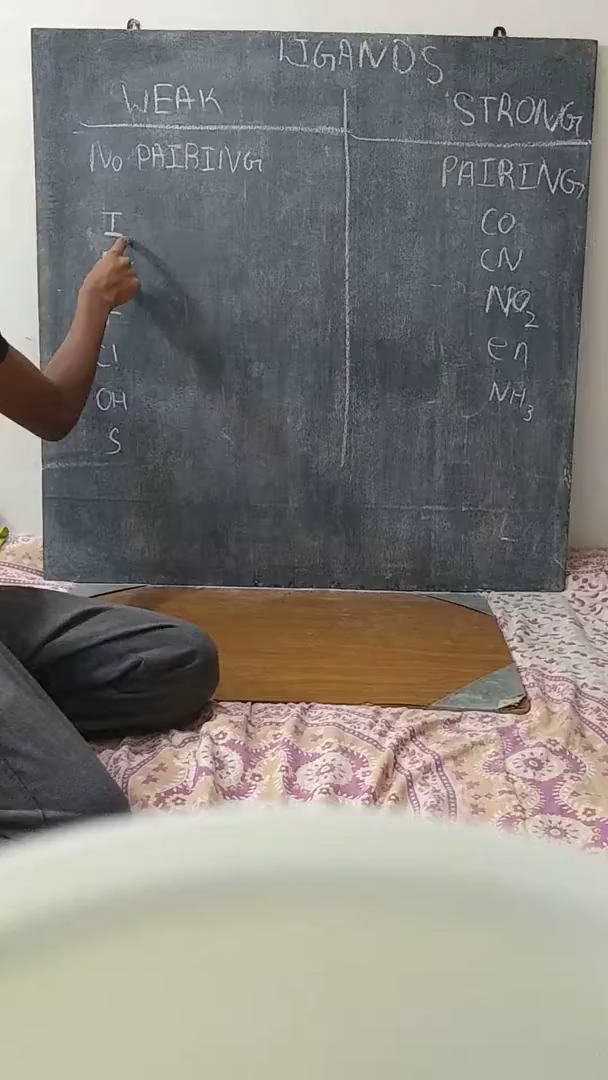 LIGANDS
WEAK
STRONG
NO PAIRING
PAIRING
I
Cl
OH
S
CO
CN
NO2
en
NH3
L